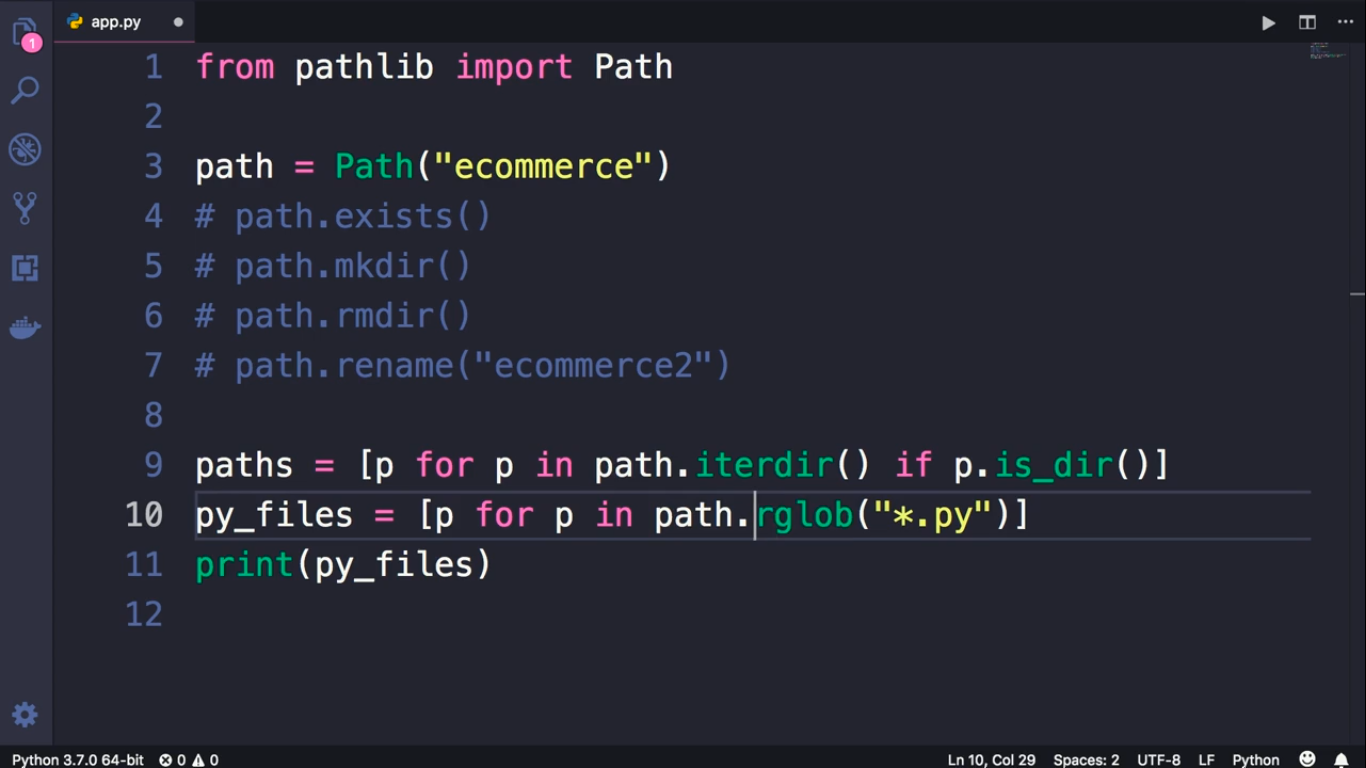 app.py
1
1 from pathlib import Path
2
3 path = Path("ecommerce")
4 # path.exists()
5 # path.mkdir()
6 # path.rmdir()
7 # path.rename("ecommerce2")
8
9 paths = [p for p in path.iterdir() if p.is_dir()]
10 py_files = [p for p in path.rglob("*.py")]
11 print(py_files)
12
Python 3.7.0 64-bit 0 0 Ln 10, Col 29 Spaces: 2 UTF-8 LF Python